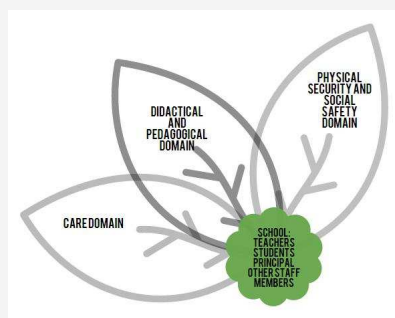 PHYSICAL
SECURITY AND
SOCIAL
SAFETY
DOMAIN
DIDACTICAL
AND
PEDAGOGICAL
DOMAIN
CARE DOMAIN
SCHOOL:
TEACHERS
STUDENTS
PRINCIPAL
OTHER STAFF
MEMBERS